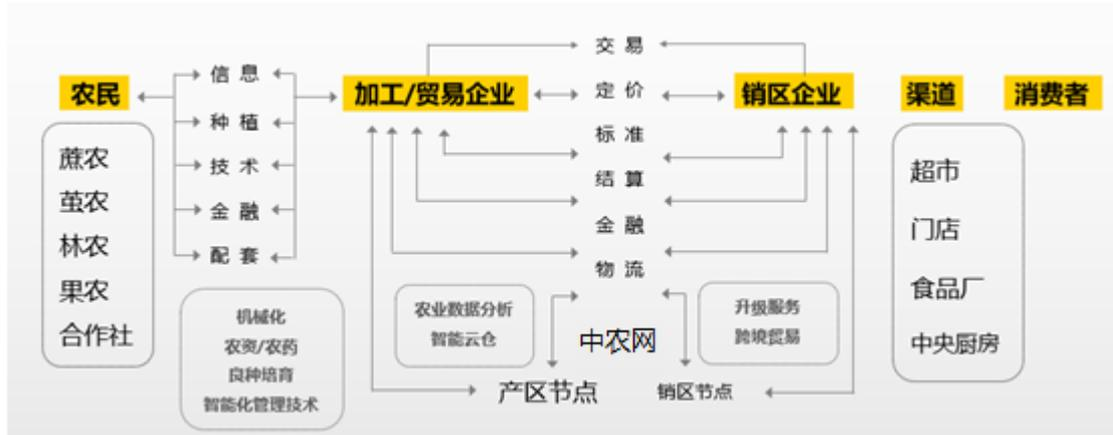 农民
蔗农
茧农
林农
果农
合作社
信息
种植
技术
金融
配套
机械化
农资/农药
良种培育
智能化管理技术
加工/贸易企业
农业数据分析
智能云仓
交易
定价
标准
结算
金融
物流
中农网
产区节点
销区节点
销区企业
升级服务
跨境贸易
渠道
超市
门店
食品厂
中央厨房
消费者